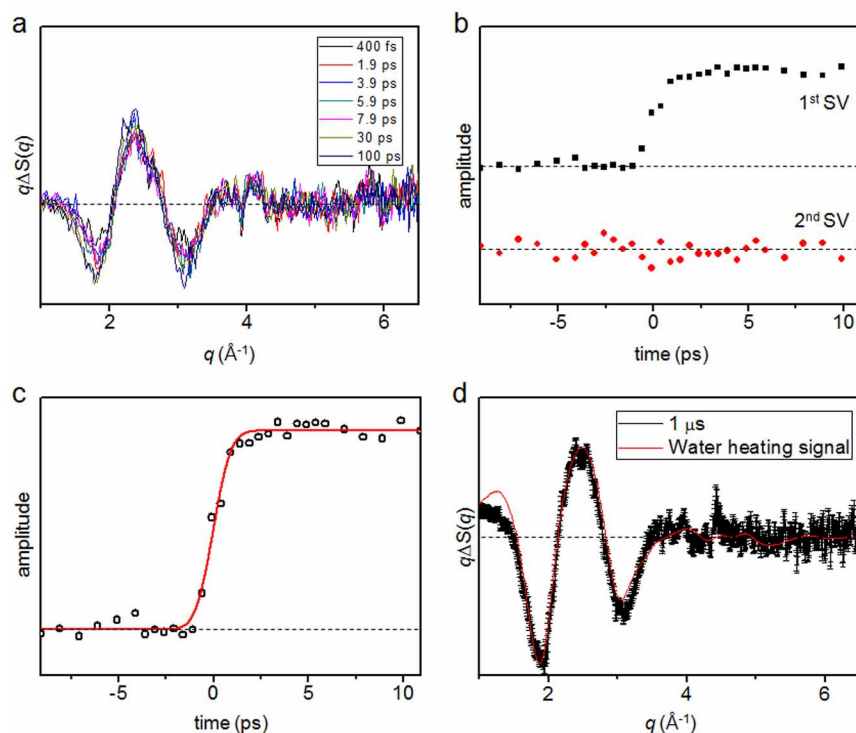 a
400 fs
1.9 ps
3.9 ps
5.9 ps
7.9 ps
30 ps
100 ps
qΔS(q)
2 4 6
q (Å⁻¹)
b
1ˢᵗ SV
2ⁿᵈ SV
amplitude
-5 0 5 10
time (ps)
c
amplitude
-5 0 5 10
time (ps)
d
1 μs
Water heating signal
qΔS(q)
2 4 6
q (Å⁻¹)